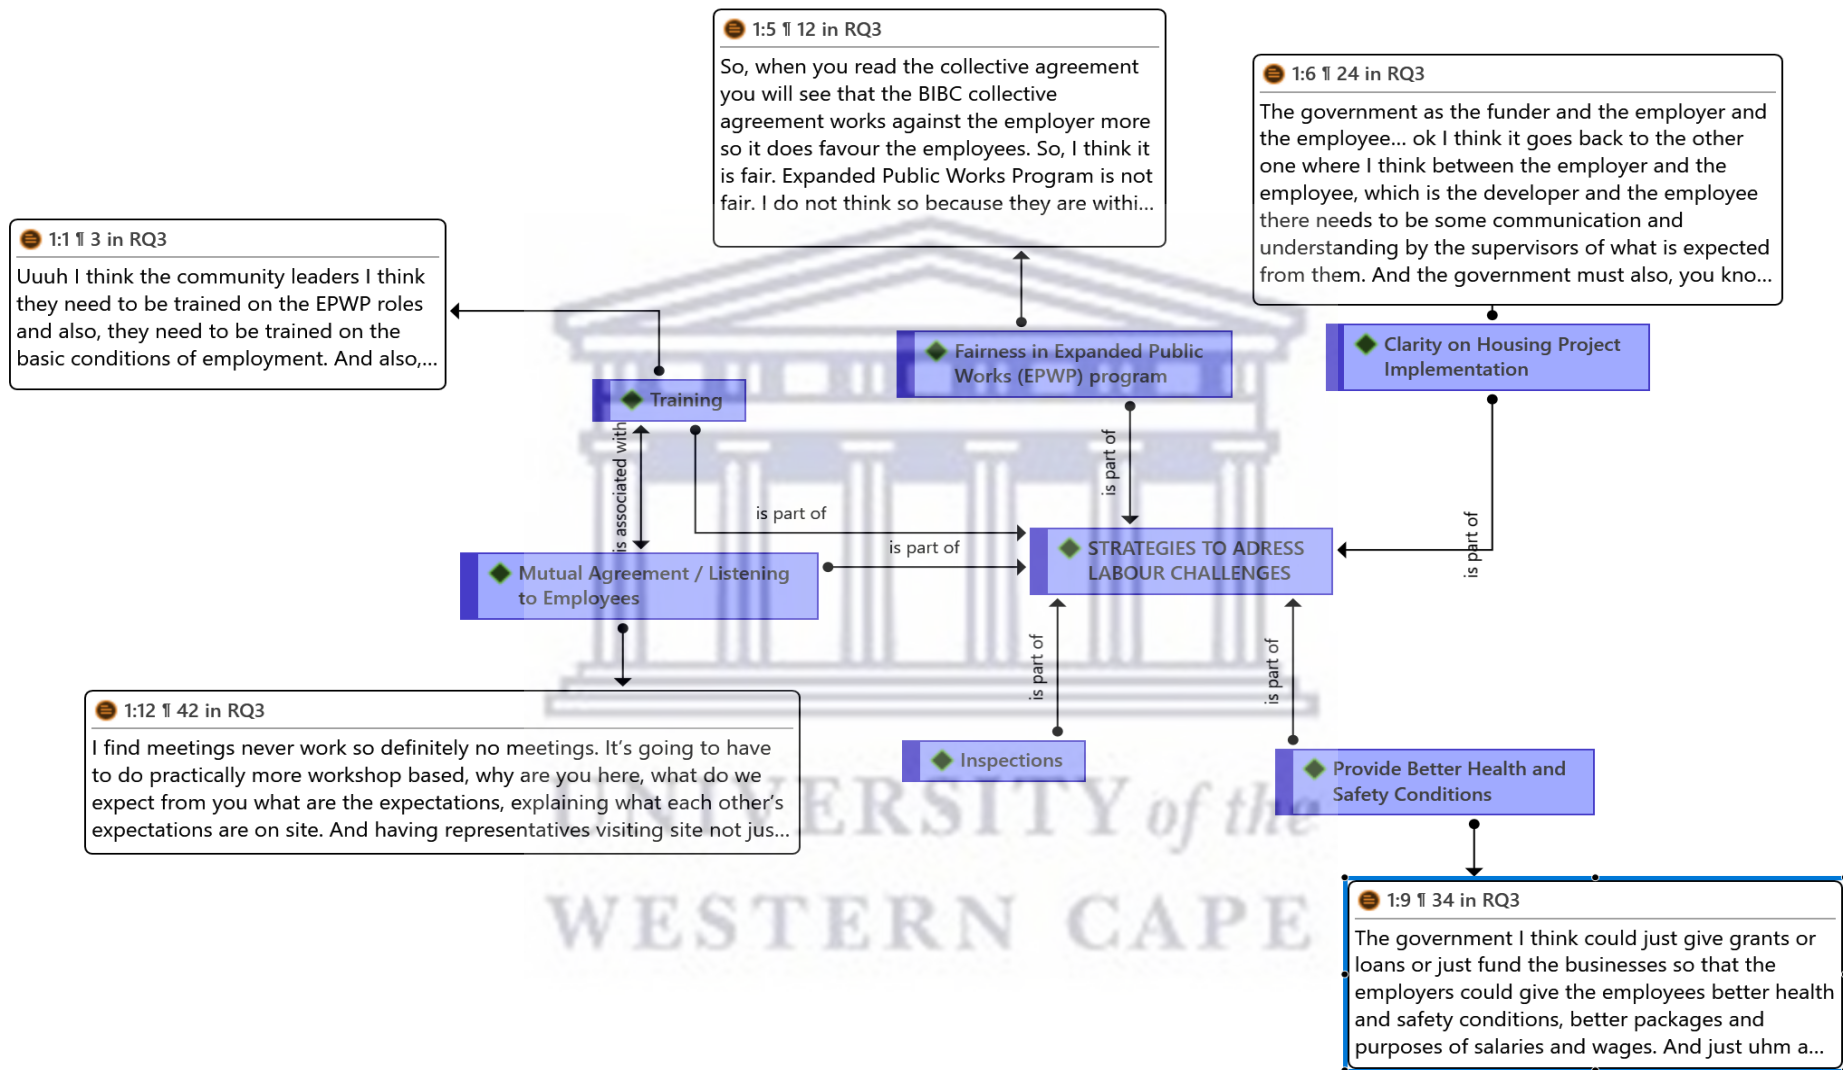 1:5 ¶ 12 in RQ3
So, when you read the collective agreement
you will see that the BIBC collective
agreement works against the employer more
so it does favour the employees. So, I think it
is fair. Expanded Public Works Program is not
fair. I do not think so because they are withi...
1:6 ¶ 24 in RQ3
The government as the funder and the employer and
the employee... ok I think it goes back to the other
one where I think between the employer and the
employee, which is the developer and the employee
there needs to be some communication and
understanding by the supervisors of what is expected
from them. And the government must also, you kno...
1:1 ¶ 3 in RQ3
Uuuh I think the community leaders I think
they need to be trained on the EPWP roles
and also, they need to be trained on the
basic conditions of employment. And also,...
Fairness in Expanded Public
Works (EPWP) program
Clarity on Housing Project
Implementation
Training
is associated with
is part of
is part of
is part of
is part of
Mutual Agreement / Listening
to Employees
STRATEGIES TO ADRESS
LABOUR CHALLENGES
is part of
is part of
1:12 ¶ 42 in RQ3
I find meetings never work so definitely no meetings. It's going to have
to do practically more workshop based, why are you here, what do we
expect from you what are the expectations, explaining what each other's
expectations are on site. And having representatives visiting site not jus...
Inspections
Provide Better Health and
Safety Conditions
UNIVERSITY of the
WESTERN CAPE
1:9 ¶ 34 in RQ3
The government I think could just give grants or
loans or just fund the businesses so that the
employers could give the employees better health
and safety conditions, better packages and
purposes of salaries and wages. And just uhm a...